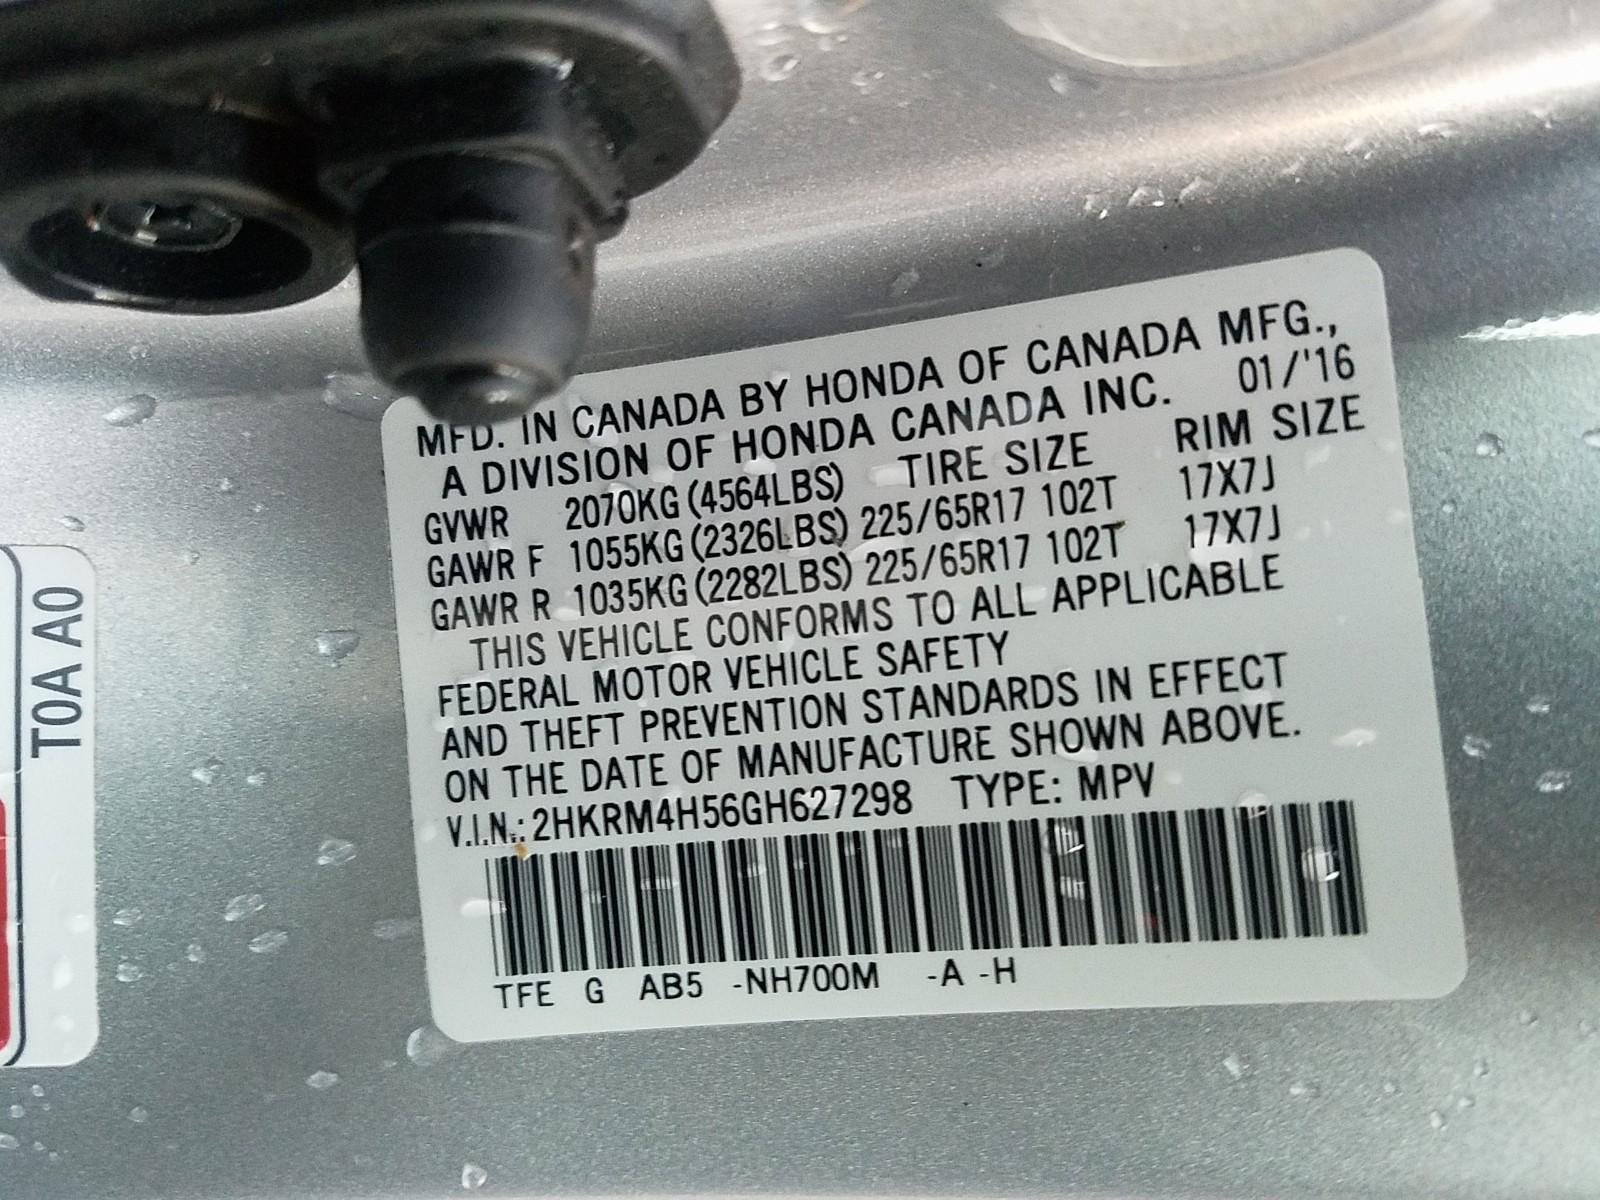 MFD. IN CANADA BY HONDA OF CANADA MFG.,
A DIVISION OF HONDA CANADA INC. 01/'16
GVWR 2070KG (4564LBS) TIRE SIZE RIM SIZE
GAWR F 1055KG (2326LBS) 225/65R17 102T 17X7J
GAWR R 1035KG (2282LBS) 225/65R17 102T 17X7J
THIS VEHICLE CONFORMS TO ALL APPLICABLE
FEDERAL MOTOR VEHICLE SAFETY
AND THEFT PREVENTION STANDARDS IN EFFECT
ON THE DATE OF MANUFACTURE SHOWN ABOVE.
V.I.N.: 2HKRM4H56GH627298 TYPE: MPV
TFE G AB5 -NH700M -A -H
T0A A0